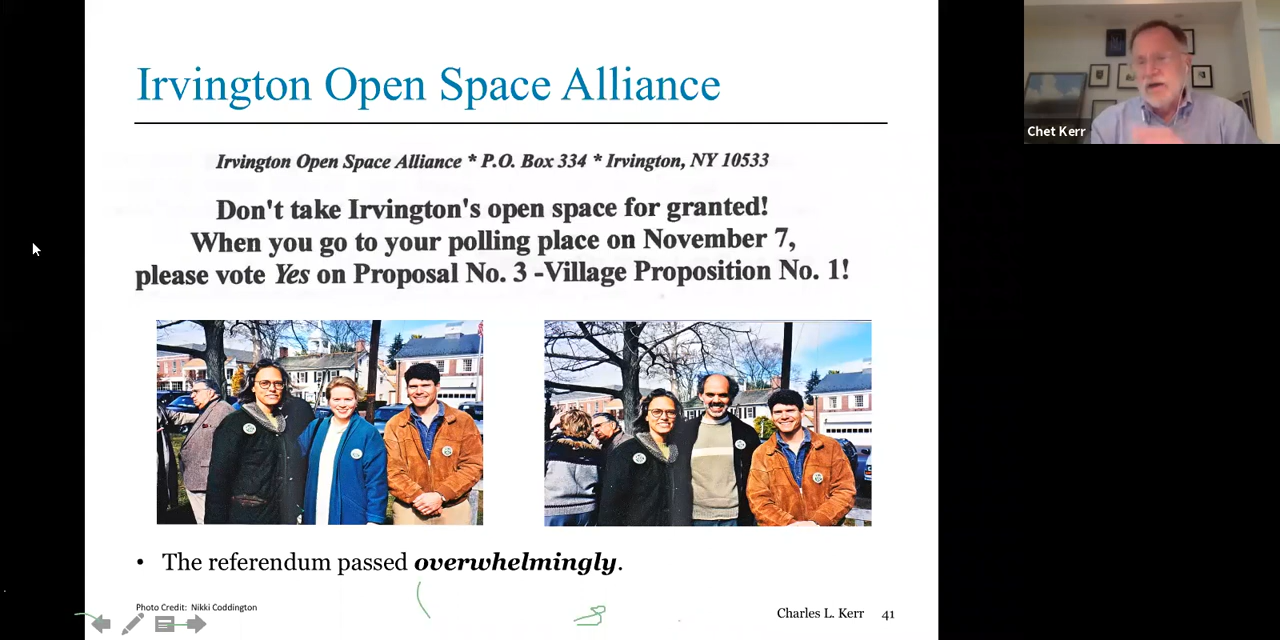 Irvington Open Space Alliance
Irvington Open Space Alliance * P.O. Box 334 * Irvington, NY 10533
Don't take Irvington's open space for granted!
When you go to your polling place on November 7,
please vote Yes on Proposal No. 3 -Village Proposition No. 1!
• The referendum passed overwhelmingly.
Photo Credit: Nikki Coddington
Charles L. Kerr 41
Chet Kerr